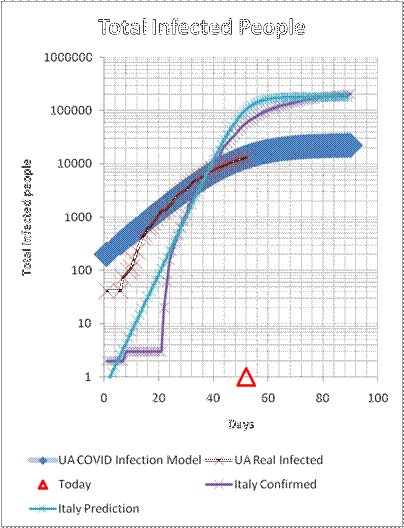 Total Infected People
1000000
100000
10000
1000
100
10
1
Total Infected people
0 20 40 60 80 100
Days
UA COVID Infection Model UA Real Infected
Today Italy Confirmed
Italy Prediction